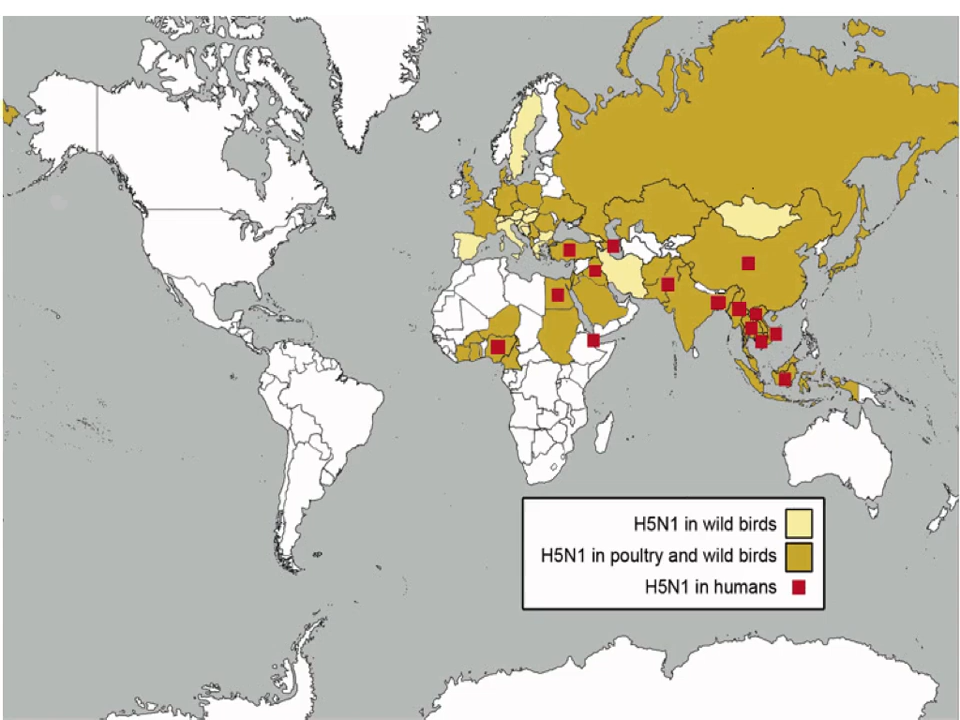 H5N1 in wild birds
H5N1 in poultry and wild birds
H5N1 in humans